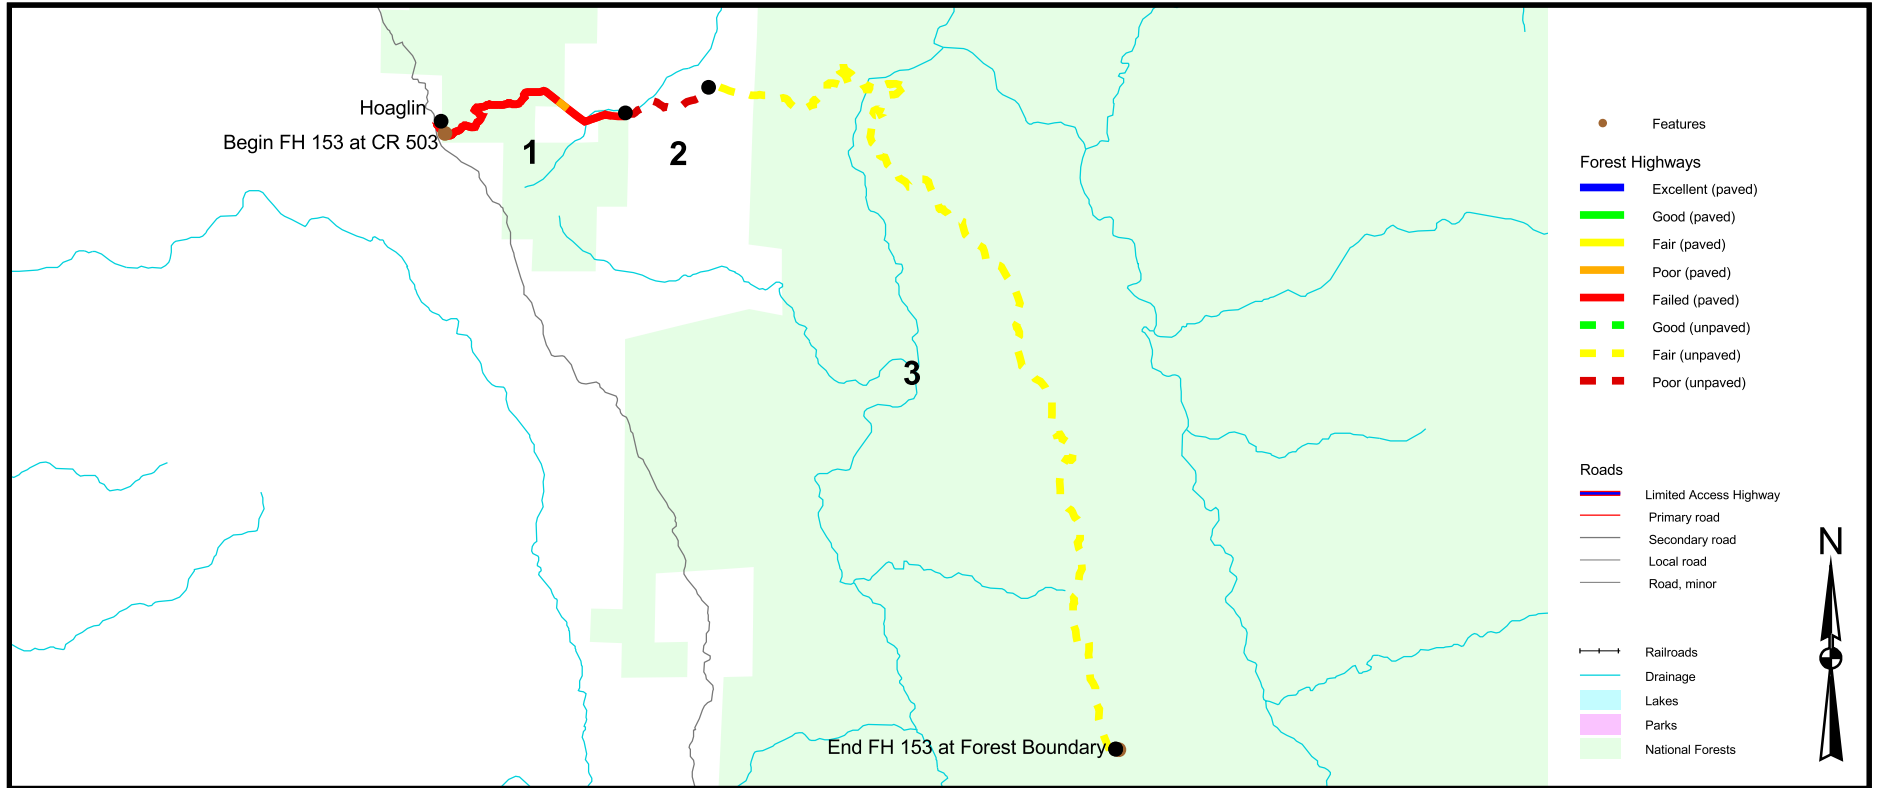 Hoaglin
Begin FH 153 at CR 503
1
2
3
End FH 153 at Forest Boundary
Features
Forest Highways
Excellent (paved)
Good (paved)
Fair (paved)
Poor (paved)
Failed (paved)
Good (unpaved)
Fair (unpaved)
Poor (unpaved)
Roads
Limited Access Highway
Primary road
Secondary road
Local road
Road, minor
Railroads
Drainage
Lakes
Parks
National Forests
N